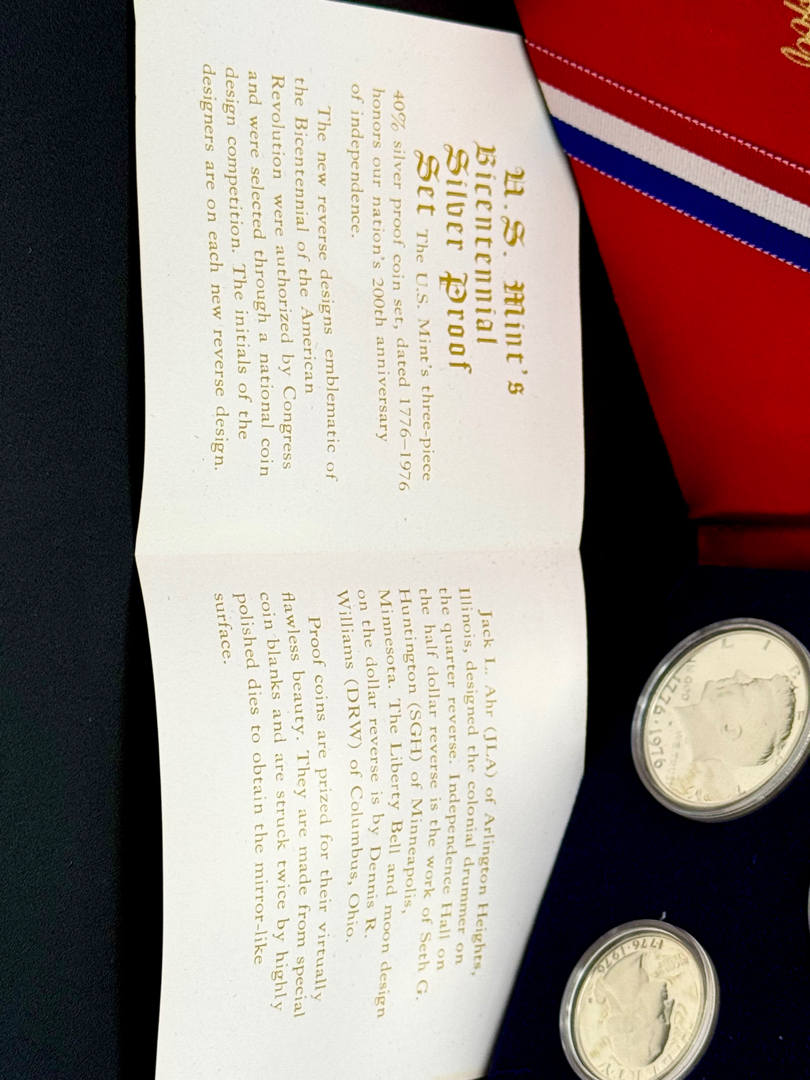 U.S. Mint's
Bicentennial
Silver Proof
Set The U.S. Mint's three-piece
40% silver proof coin set, dated 1776–1976
honors our nation's 200th anniversary
of independence.
The new reverse designs emblematic of
the Bicentennial of the American
Revolution were authorized by Congress
and were selected through a national coin
design competition. The initials of the
designers are on each new reverse design.
Jack L. Ahr (JLA) of Arlington Heights,
Illinois, designed the colonial drummer on
the quarter reverse. Independence Hall on
the half dollar reverse is the work of Seth G.
Huntington (SGH) of Minneapolis,
Minnesota. The Liberty Bell and moon design
on the dollar reverse is by Dennis R.
Williams (DRW) of Columbus, Ohio.
Proof coins are prized for their virtually
flawless beauty. They are made from special
coin blanks and are struck twice by highly
polished dies to obtain the mirror-like
surface.
1776·1976
1776·1976
LIBERTY